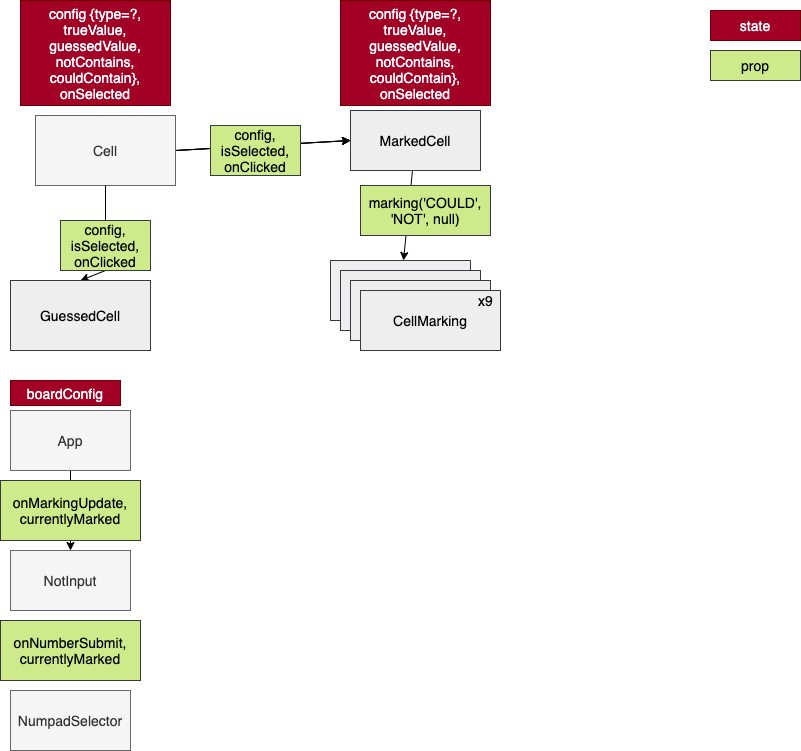 config {type=?,
trueValue,
guessedValue,
notContains,
couldContain},
onSelected
config {type=?,
trueValue,
guessedValue,
notContains,
couldContain},
onSelected
state
prop
Cell
config,
isSelected,
onClicked
MarkedCell
marking('COULD',
'NOT', null)
config,
isSelected,
onClicked
GuessedCell
x9
CellMarking
boardConfig
App
onMarkingUpdate,
currentlyMarked
NotInput
onNumberSubmit,
currentlyMarked
NumpadSelector